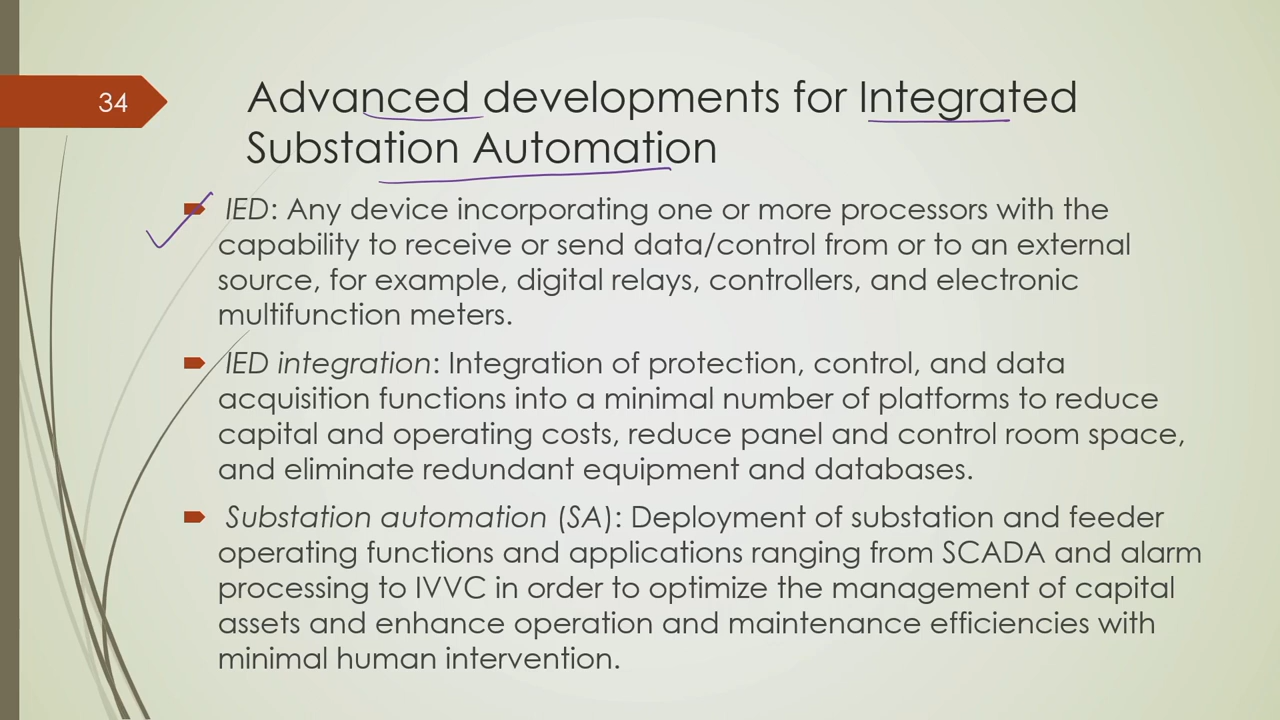 34
Advanced developments for Integrated
Substation Automation
IED: Any device incorporating one or more processors with the
capability to receive or send data/control from or to an external
source, for example, digital relays, controllers, and electronic
multifunction meters.
IED integration: Integration of protection, control, and data
acquisition functions into a minimal number of platforms to reduce
capital and operating costs, reduce panel and control room space,
and eliminate redundant equipment and databases.
Substation automation (SA): Deployment of substation and feeder
operating functions and applications ranging from SCADA and alarm
processing to IVVC in order to optimize the management of capital
assets and enhance operation and maintenance efficiencies with
minimal human intervention.